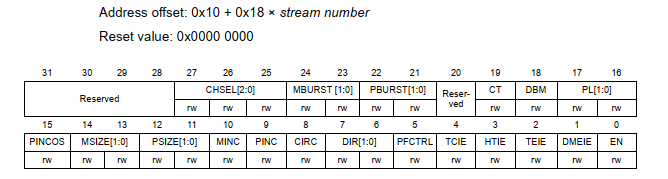 Address offset: 0x10 + 0x18 × stream number
Reset value: 0x0000 0000
31 30 29 28 27 26 25 24 23 22 21 20 19 18 17 16
Reserved CHSEL[2:0] MBURST [1:0] PBURST[1:0] Reser-ved CT DBM PL[1:0]
rw rw rw rw rw rw rw rw rw rw rw
15 14 13 12 11 10 9 8 7 6 5 4 3 2 1 0
PINCOS MSIZE[1:0] PSIZE[1:0] MINC PINC CIRC DIR[1:0] PFCTRL TCIE HTIE TEIE DMEIE EN
rw rw rw rw rw rw rw rw rw rw rw rw rw rw rw rw